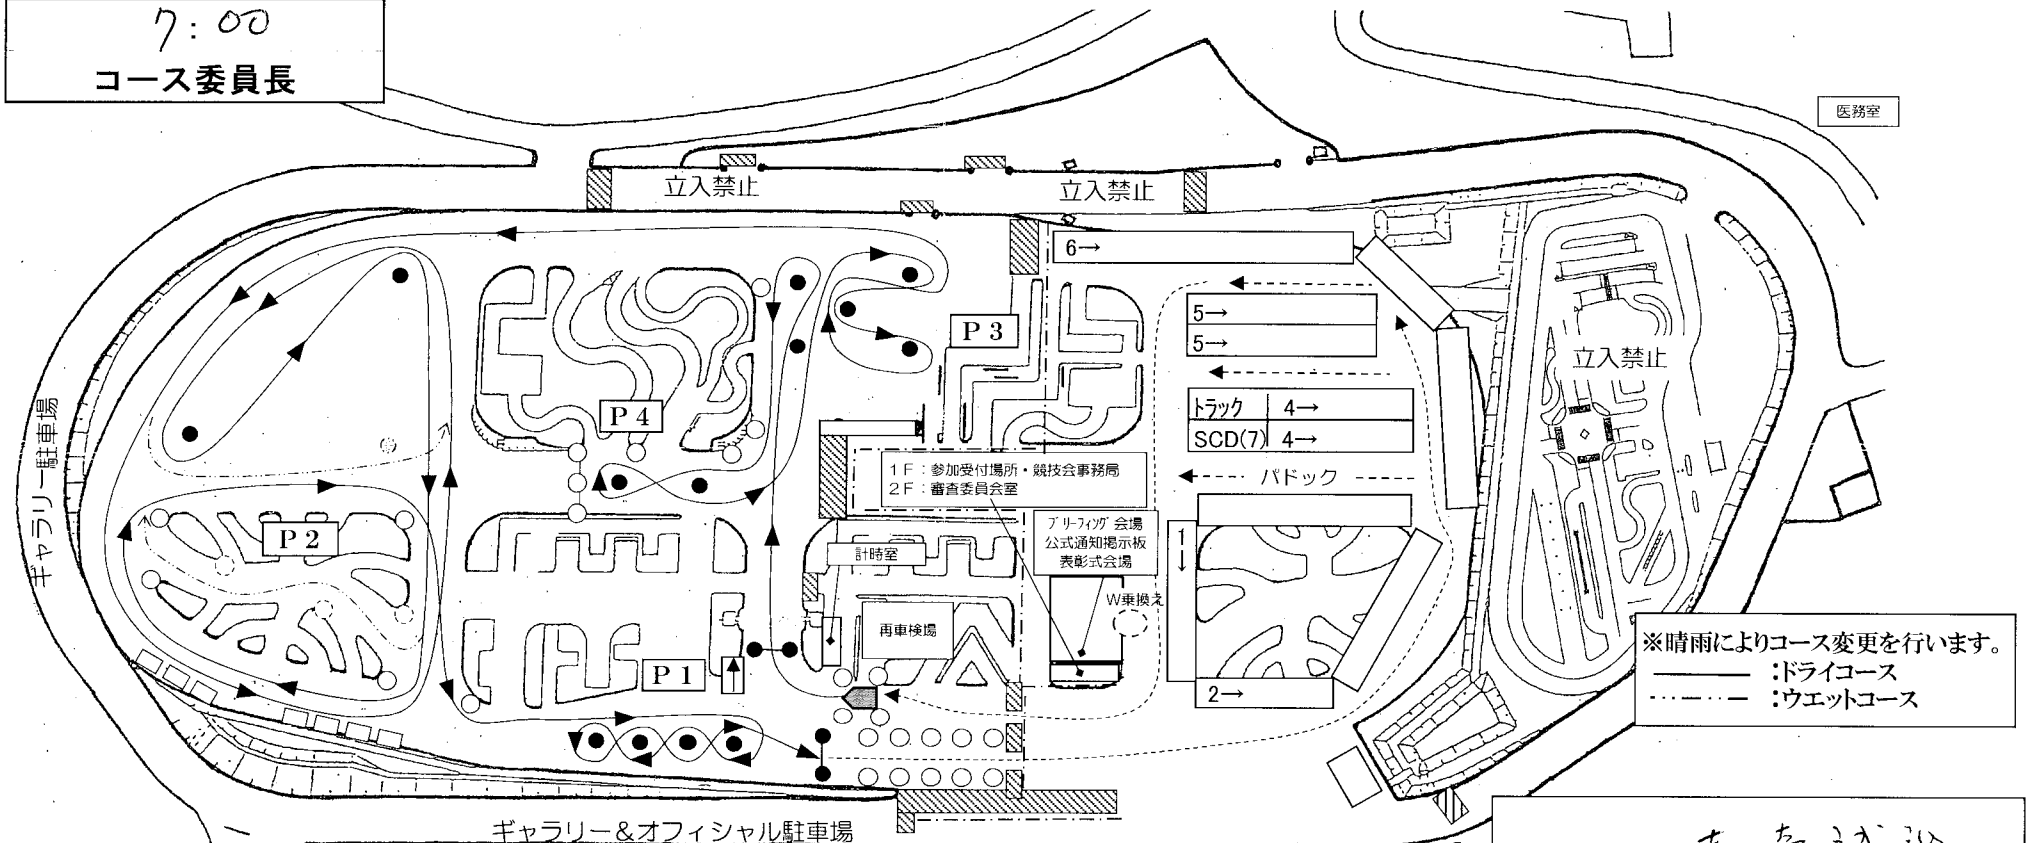 7:00
コース委員長
医務室
立入禁止
立入禁止
6→
5→
5→
P3
立入禁止
トラック 4→
SCD(7) 4→
P4
ギャラリー駐車場
1F:参加受付場所・競技会事務局
2F:審査委員会室
パドック
P2
ブリーフィング会場
公式通知掲示板
表彰式会場
1→
計時室
W乗換え
再車検場
P1
2→
※晴雨によりコース変更を行います。
:ドライコース
:ウエットコース
ギャラリー&オフィシャル駐車場